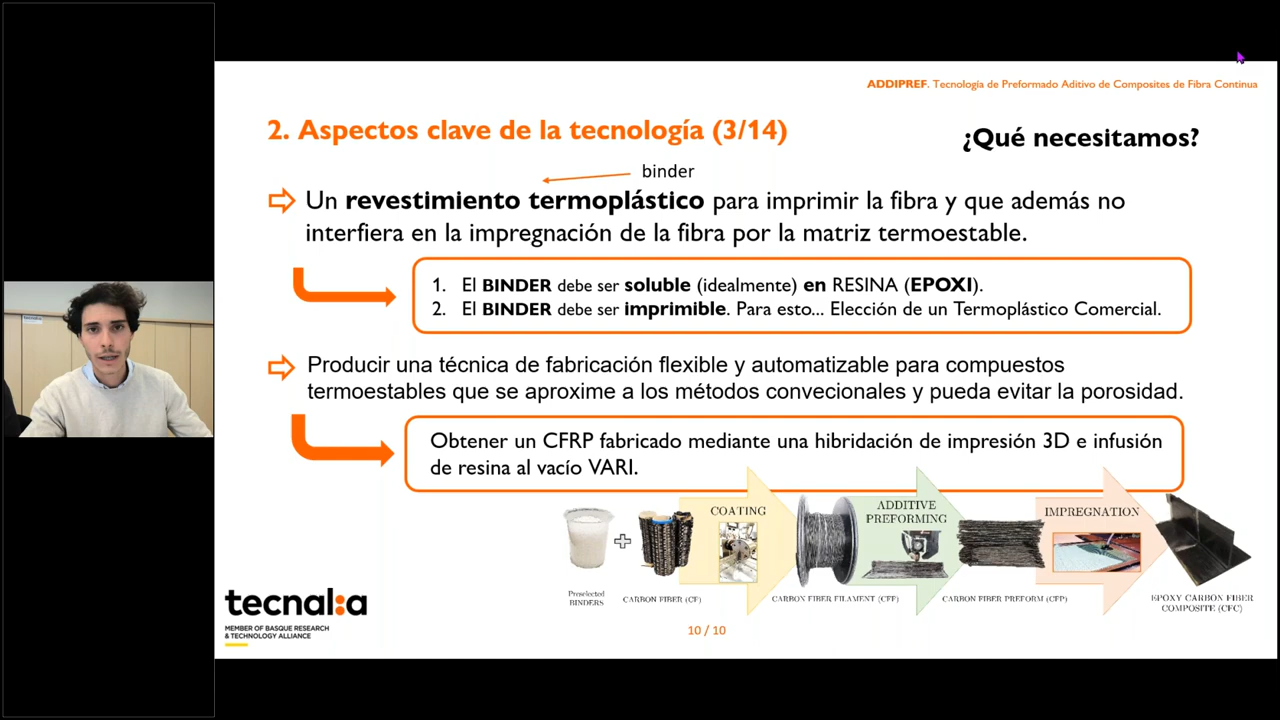 ADDIPREF. Tecnología de Preformado Aditivo de Composites de Fibra Continua
2. Aspectos clave de la tecnología (3/14)
¿Qué necesitamos?
binder
Un revestimiento termoplástico para imprimir la fibra y que además no
interfiera en la impregnación de la fibra por la matriz termoestable.
1. El BINDER debe ser soluble (idealmente) en RESINA (EPOXI).
2. El BINDER debe ser imprimible. Para esto... Elección de un Termoplástico Comercial.
Producir una técnica de fabricación flexible y automatizable para compuestos
termoestables que se aproxime a los métodos convecionales y pueda evitar la porosidad.
Obtener un CFRP fabricado mediante una hibridación de impresión 3D e infusión
de resina al vacío VARI.
COATING
ADDITIVE
PREFORMING
IMPREGNATION
Preselected
BINDERS
CARBON FIBER (CF)
CARBON FIBER FILAMENT (CFF)
CARBON FIBER PREFORM (CFP)
EPOXY CARBON FIBER
COMPOSITE (CFC)
tecnal:a
MEMBER OF BASQUE RESEARCH
& TECHNOLOGY ALLIANCE
10 / 10